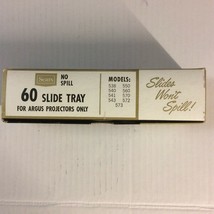 Sears
NO
SPILL
60 SLIDE TRAY
FOR ARGUS PROJECTORS ONLY
MODELS:
538 550
540 560
541 570
543 572
573
Slides
Won't
Spill!